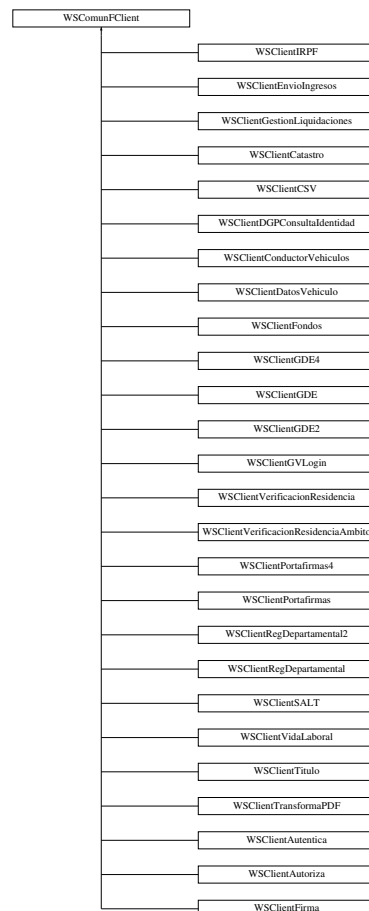 WSComunFClient
WSClientIRPF
WSClientEnvioIngresos
WSClientGestionLiquidaciones
WSClientCatastro
WSClientCSV
WSClientDGPConsultaIdentidad
WSClientConductorVehiculos
WSClientDatosVehiculo
WSClientFondos
WSClientGDE4
WSClientGDE
WSClientGDE2
WSClientGVLogin
WSClientVerificacionResidencia
WSClientVerificacionResidenciaAmbito
WSClientPortafirmas4
WSClientPortafirmas
WSClientRegDepartamental2
WSClientRegDepartamental
WSClientSALT
WSClientVidaLaboral
WSClientTitulo
WSClientTransformaPDF
WSClientAutentica
WSClientAutoriza
WSClientFirma